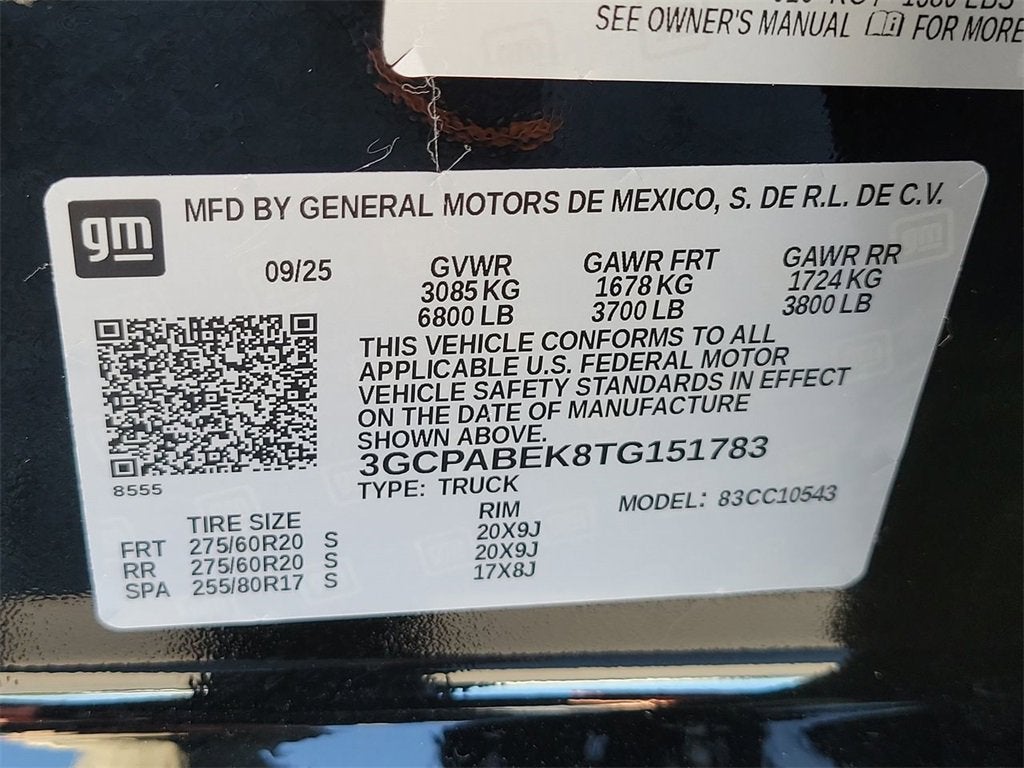 1380 LBS
SEE OWNER'S MANUAL FOR MORE
gm
MFD BY GENERAL MOTORS DE MEXICO, S. DE R.L. DE C.V.
09/25
GVWR
3085 KG
6800 LB
GAWR FRT
1678 KG
3700 LB
GAWR RR
1724 KG
3800 LB
THIS VEHICLE CONFORMS TO ALL
APPLICABLE U.S. FEDERAL MOTOR
VEHICLE SAFETY STANDARDS IN EFFECT
ON THE DATE OF MANUFACTURE
SHOWN ABOVE.
3GCPABEK8TG151783
8555
TYPE: TRUCK
MODEL: 83CC10543
TIRE SIZE RIM
FRT 275/60R20 S 20X9J
RR 275/60R20 S 20X9J
SPA 255/80R17 S 17X8J